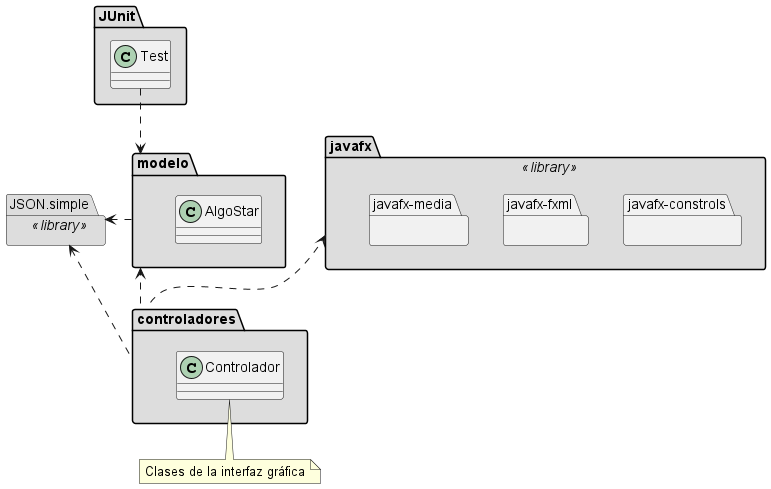 JUnit
C Test
modelo
C AlgoStar
JSON.simple
«library»
javafx
«library»
javafx-media
javafx-fxml
javafx-constrols
controladores
C Controlador
Clases de la interfaz gráfica